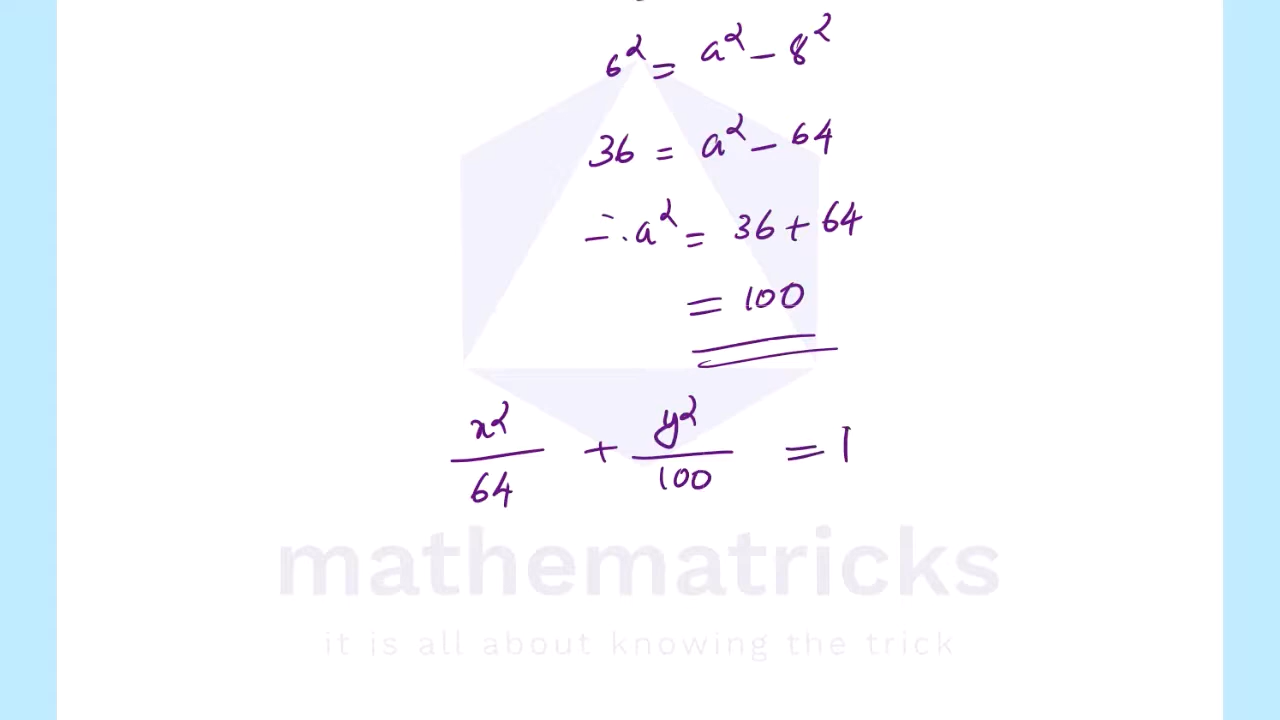 6² = a² - 8²
36 = a² - 64
∴ a² = 36 + 64
= 100
x²/64 + y²/100 = 1
mathematricks
it is all about knowing the trick